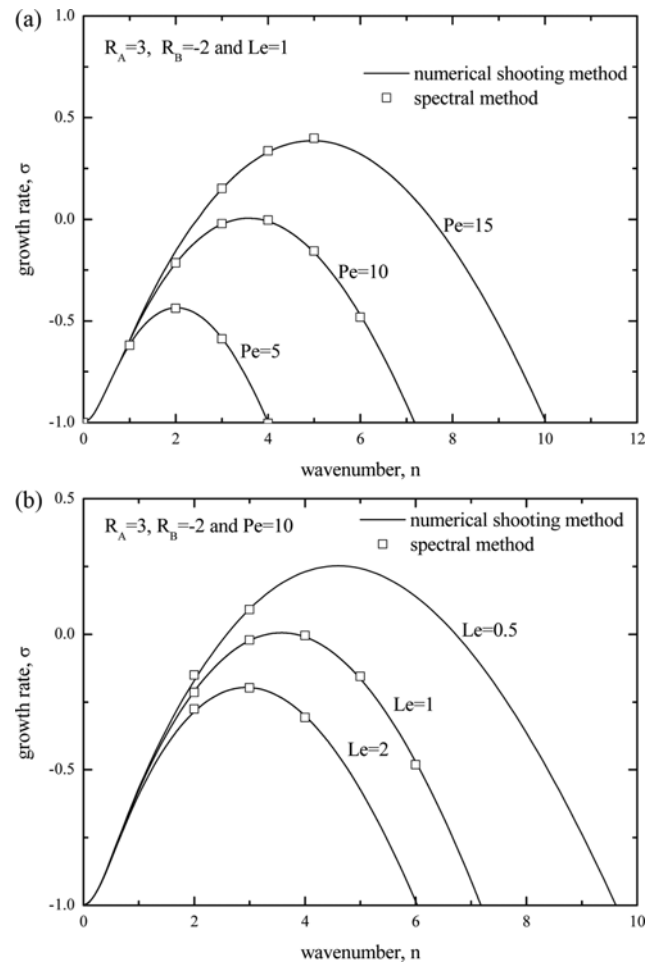 (a)
R_A=3, R_B=-2 and Le=1
numerical shooting method
spectral method
1.0
0.5
0.0
-0.5
-1.0
growth rate, σ
Pe=15
Pe=10
Pe=5
0 2 4 6 8 10 12
wavenumber, n
(b)
R_A=3, R_B=-2 and Pe=10
numerical shooting method
spectral method
0.5
0.0
-0.5
-1.0
growth rate, σ
Le=0.5
Le=1
Le=2
0 2 4 6 8 10
wavenumber, n